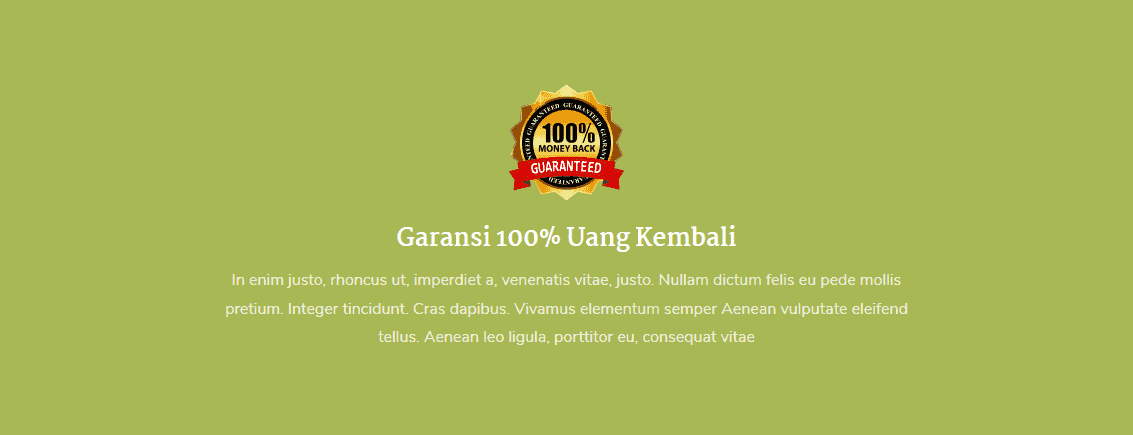 GUARANTEED GUARANTEED GUARANTEED
100%
MONEY BACK
GUARANTEED
Garansi 100% Uang Kembali
In enim justo, rhoncus ut, imperdiet a, venenatis vitae, justo. Nullam dictum felis eu pede mollis
pretium. Integer tincidunt. Cras dapibus. Vivamus elementum semper Aenean vulputate eleifend
tellus. Aenean leo ligula, porttitor eu, consequat vitae